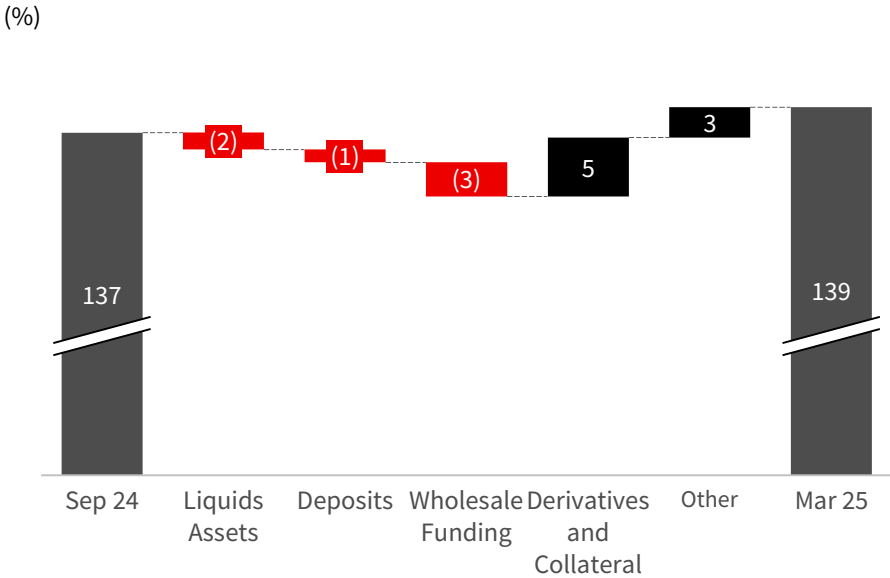 (%)
137
(2)
(1)
(3)
5
3
139
Sep 24
Liquids
Assets
Deposits
Wholesale
Funding
Derivatives
and
Collateral
Other
Mar 25